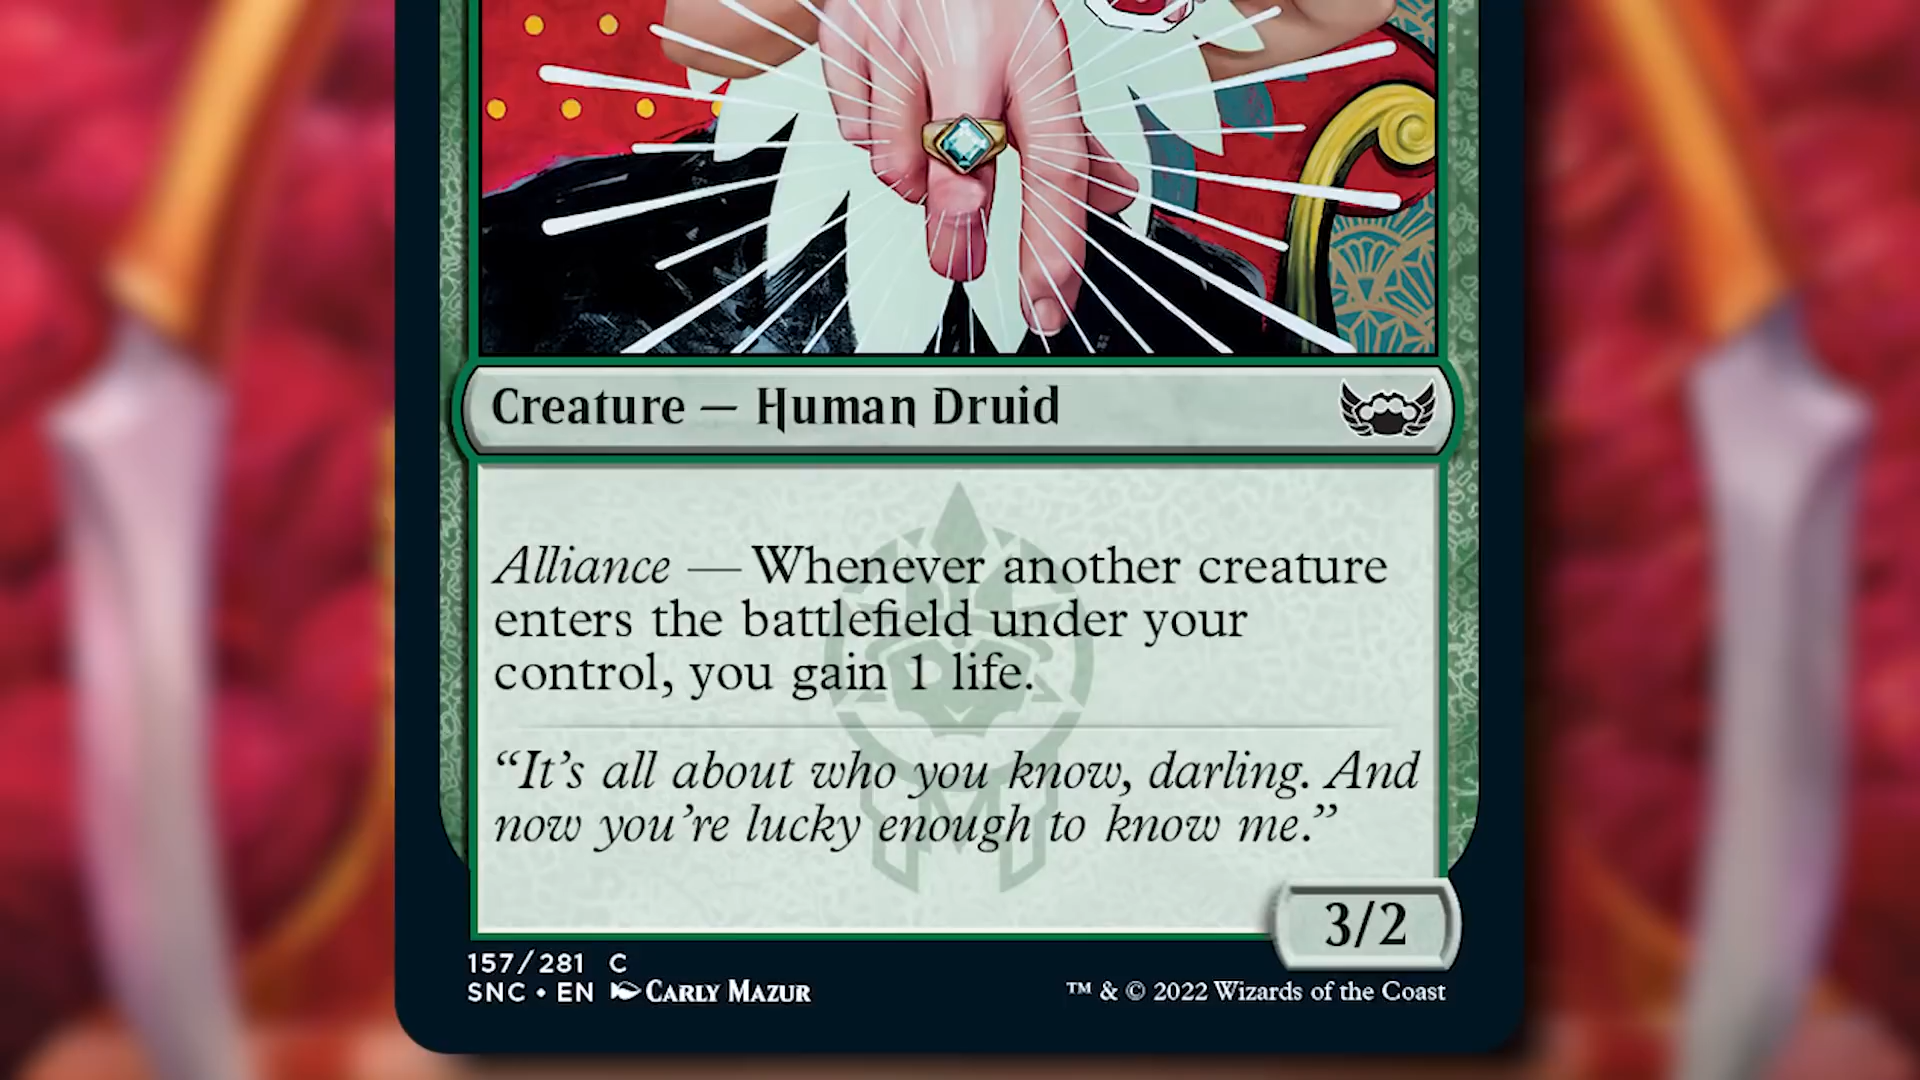 Creature — Human Druid
Alliance — Whenever another creature
enters the battlefield under your
control, you gain 1 life.
“It’s all about who you know, darling. And
now you’re lucky enough to know me.”
3/2
157/281 C
SNC • EN Carly Mazur
™ & © 2022 Wizards of the Coast